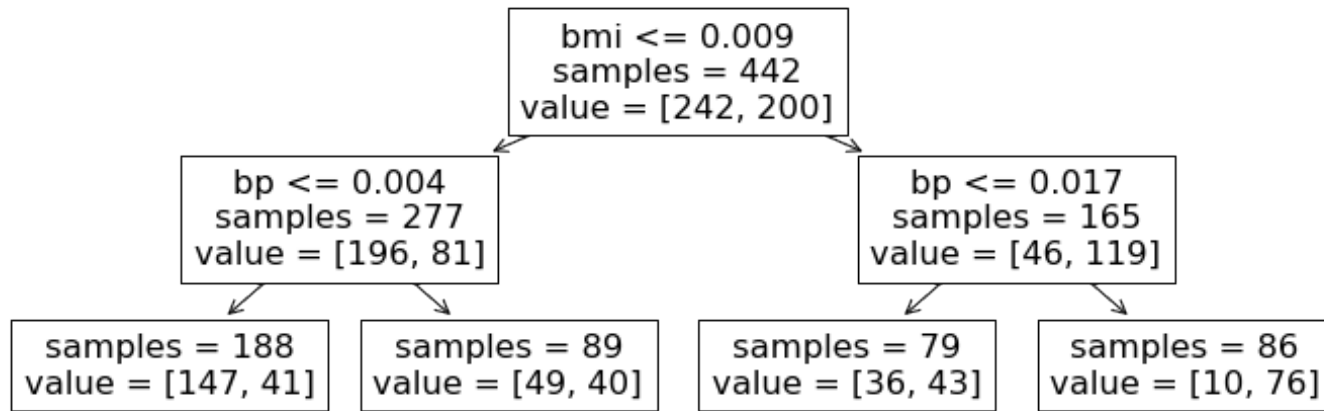 bmi <= 0.009
samples = 442
value = [242, 200]
bp <= 0.004
samples = 277
value = [196, 81]
bp <= 0.017
samples = 165
value = [46, 119]
samples = 188
value = [147, 41]
samples = 89
value = [49, 40]
samples = 79
value = [36, 43]
samples = 86
value = [10, 76]